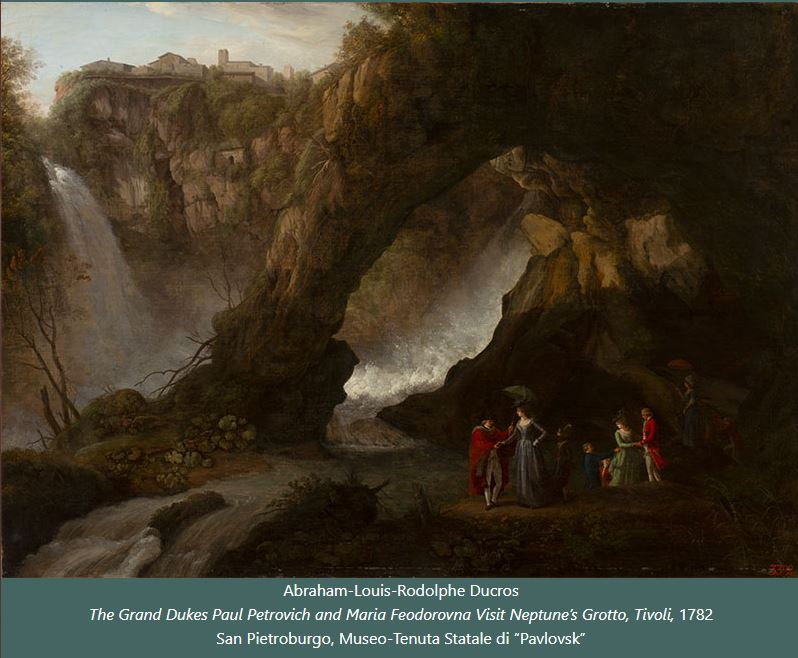 Abraham-Louis-Rodolphe Ducros
The Grand Dukes Paul Petrovich and Maria Feodorovna Visit Neptune’s Grotto, Tivoli, 1782
San Pietroburgo, Museo-Tenuta Statale di “Pavlovsk”